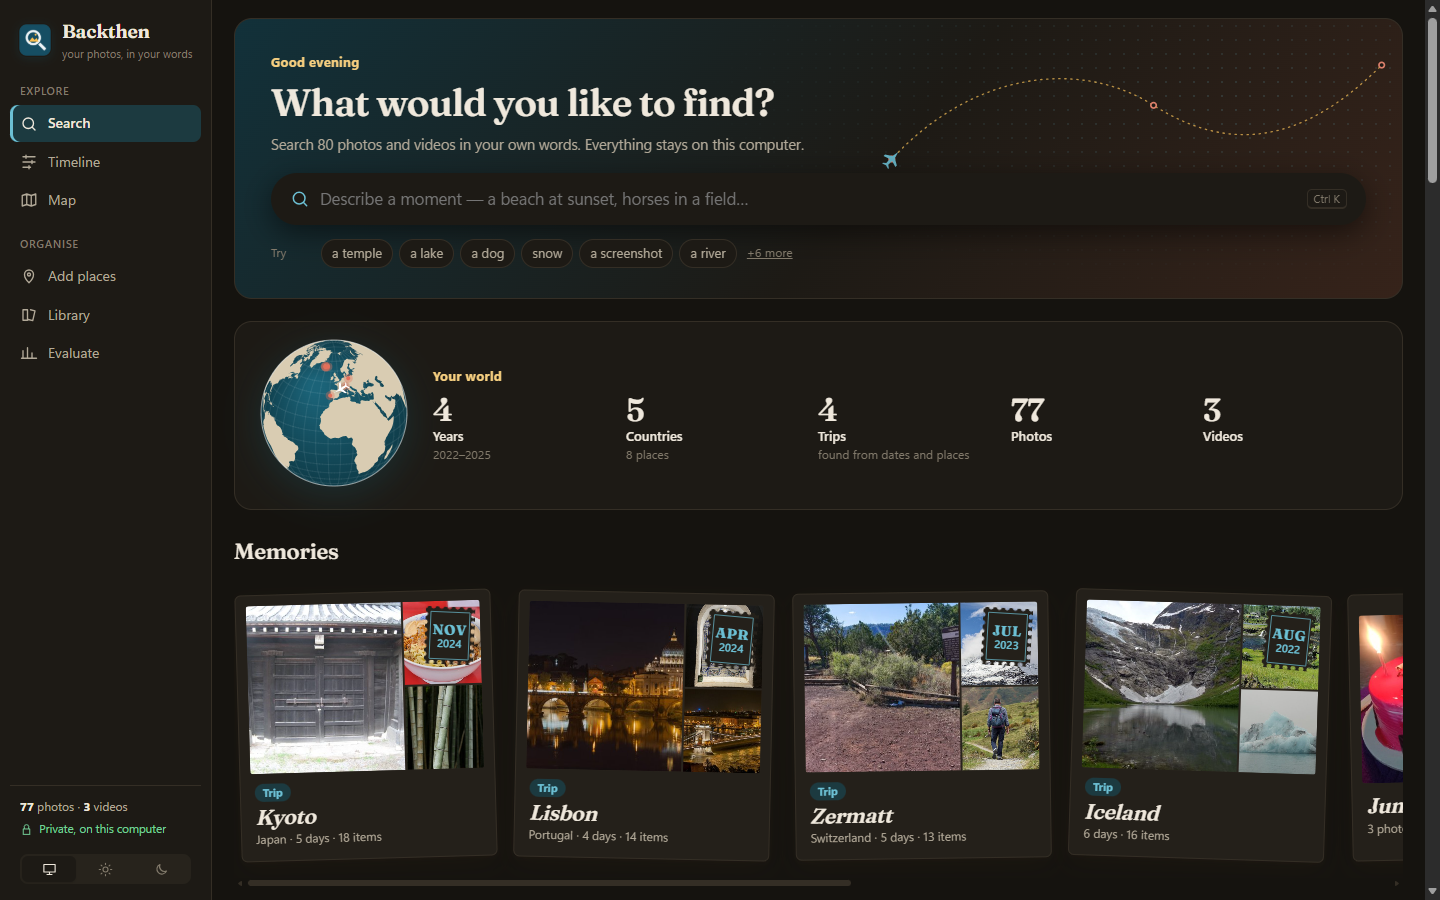 Backthen
your photos, in your words
EXPLORE
Search
Timeline
Map
ORGANISE
Add places
Library
Evaluate
77 photos · 3 videos
Private, on this computer
Good evening
What would you like to find?
Search 80 photos and videos in your own words. Everything stays on this computer.
Describe a moment — a beach at sunset, horses in a field...
Ctrl K
Try
a temple
a lake
a dog
snow
a screenshot
a river
+6 more
Your world
4
Years
2022–2025
5
Countries
8 places
4
Trips
found from dates and places
77
Photos
3
Videos
Memories
NOV
2024
Trip
Kyoto
Japan · 5 days · 18 items
APR
2024
Trip
Lisbon
Portugal · 4 days · 14 items
JUL
2023
Trip
Zermatt
Switzerland · 5 days · 13 items
AUG
2022
Trip
Iceland
6 days · 16 items